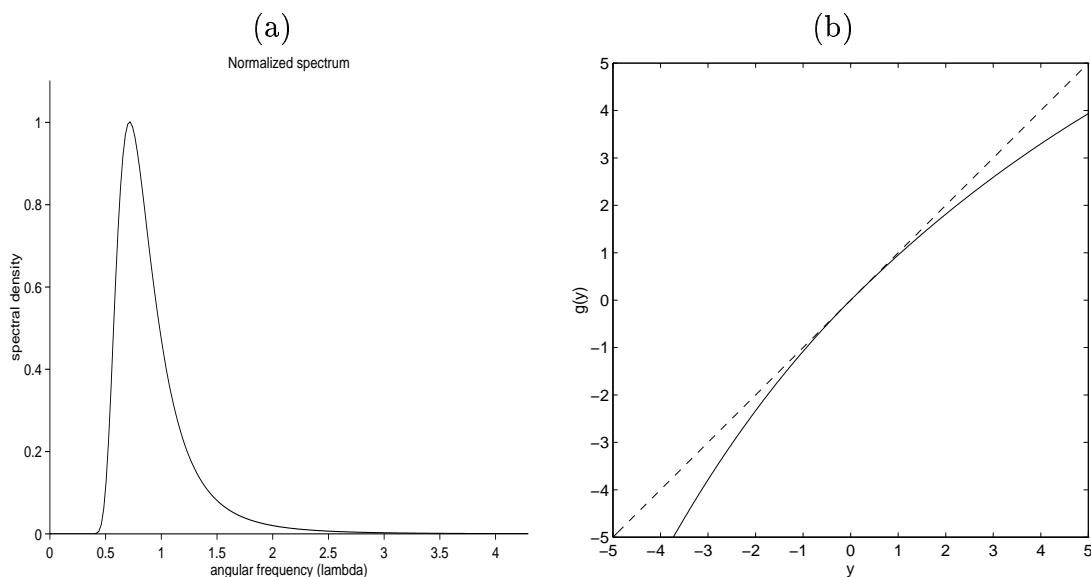 (a)
Normalized spectrum
1
0.8
0.6
0.4
0.2
0
spectral density
0 0.5 1 1.5 2 2.5 3 3.5 4
angular frequency (lambda)
(b)
5
4
3
2
1
0
−1
−2
−3
−4
−5
g(y)
−5 −4 −3 −2 −1 0 1 2 3 4 5
y